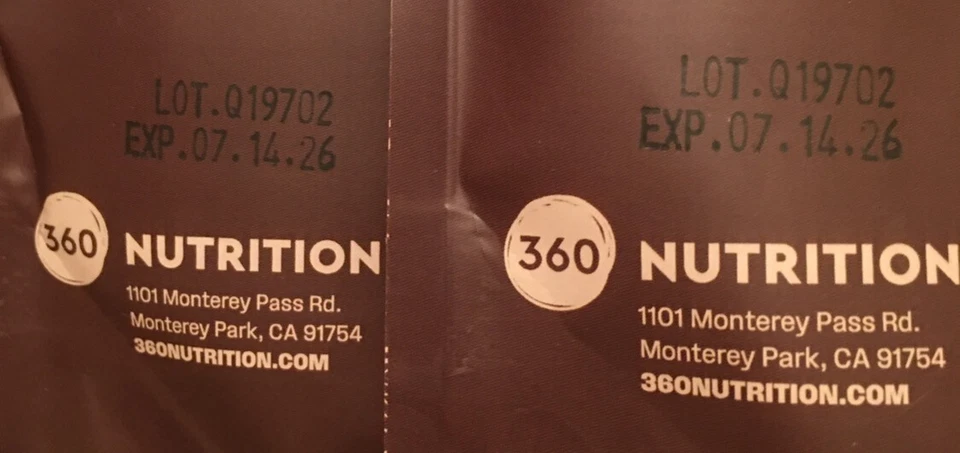 LOT.Q19702
EXP.07.14.26
360
NUTRITION
1101 Monterey Pass Rd.
Monterey Park, CA 91754
360NUTRITION.COM
LOT.Q19702
EXP.07.14.26
360
NUTRITION
1101 Monterey Pass Rd.
Monterey Park, CA 91754
360NUTRITION.COM